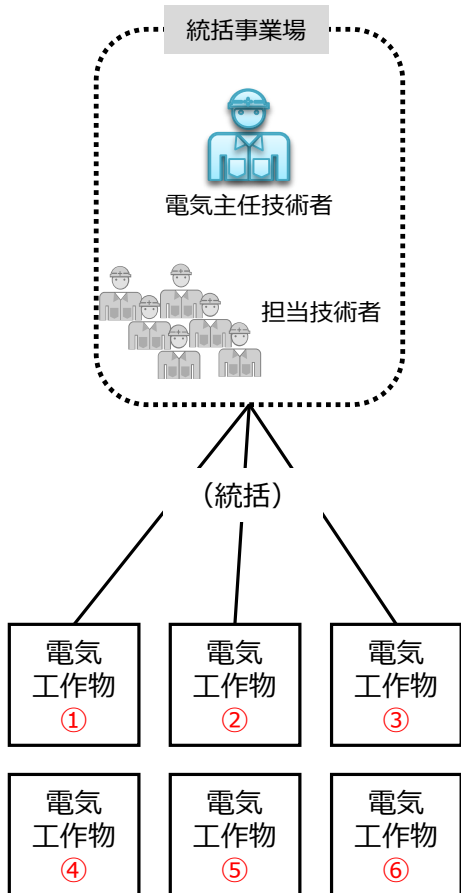 統括事業場
電気主任技術者
担当技術者
（統括）
電気
工作物
①
電気
工作物
②
電気
工作物
③
電気
工作物
④
電気
工作物
⑤
電気
工作物
⑥